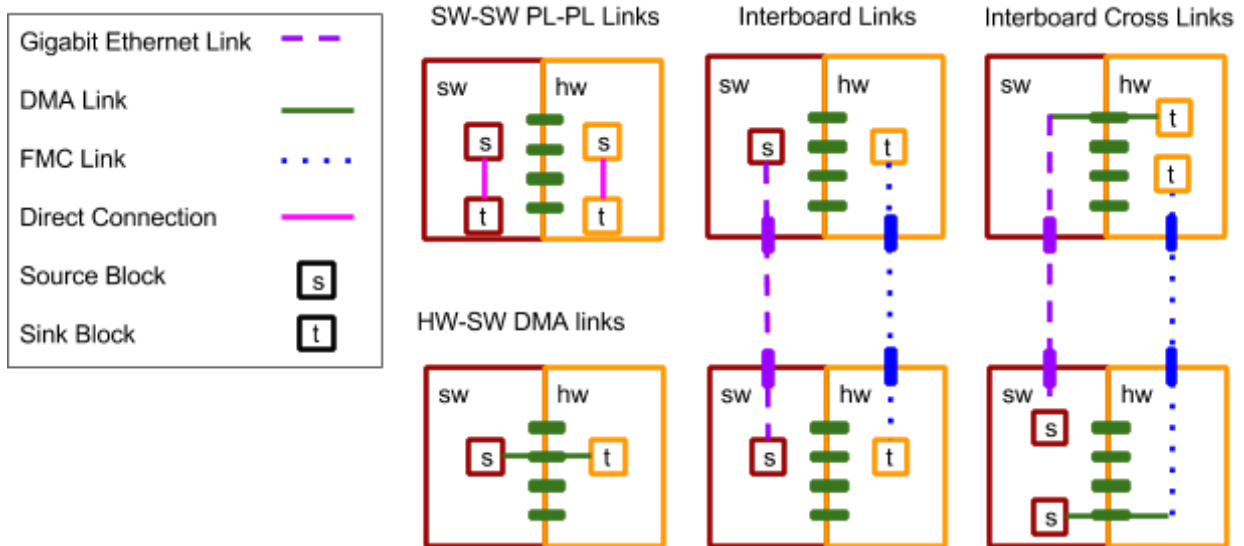 Gigabit Ethernet Link
DMA Link
FMC Link
Direct Connection
Source Block
s
Sink Block
t
SW-SW PL-PL Links
sw
hw
s
s
t
t
HW-SW DMA links
sw
hw
s
t
Interboard Links
sw
hw
s
t
sw
hw
s
t
Interboard Cross Links
sw
hw
t
t
sw
hw
s
s